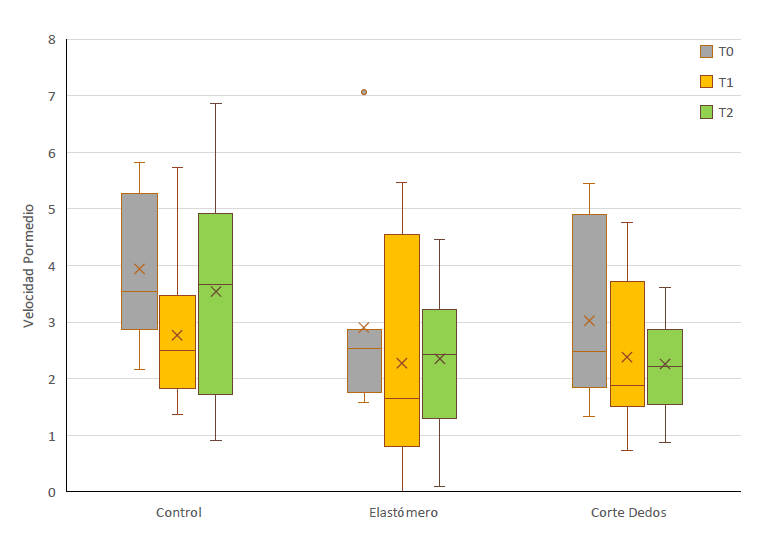 8
7
6
5
4
3
2
1
0
Velocidad Pormedio
T0
T1
T2
Control
Elastómero
Corte Dedos